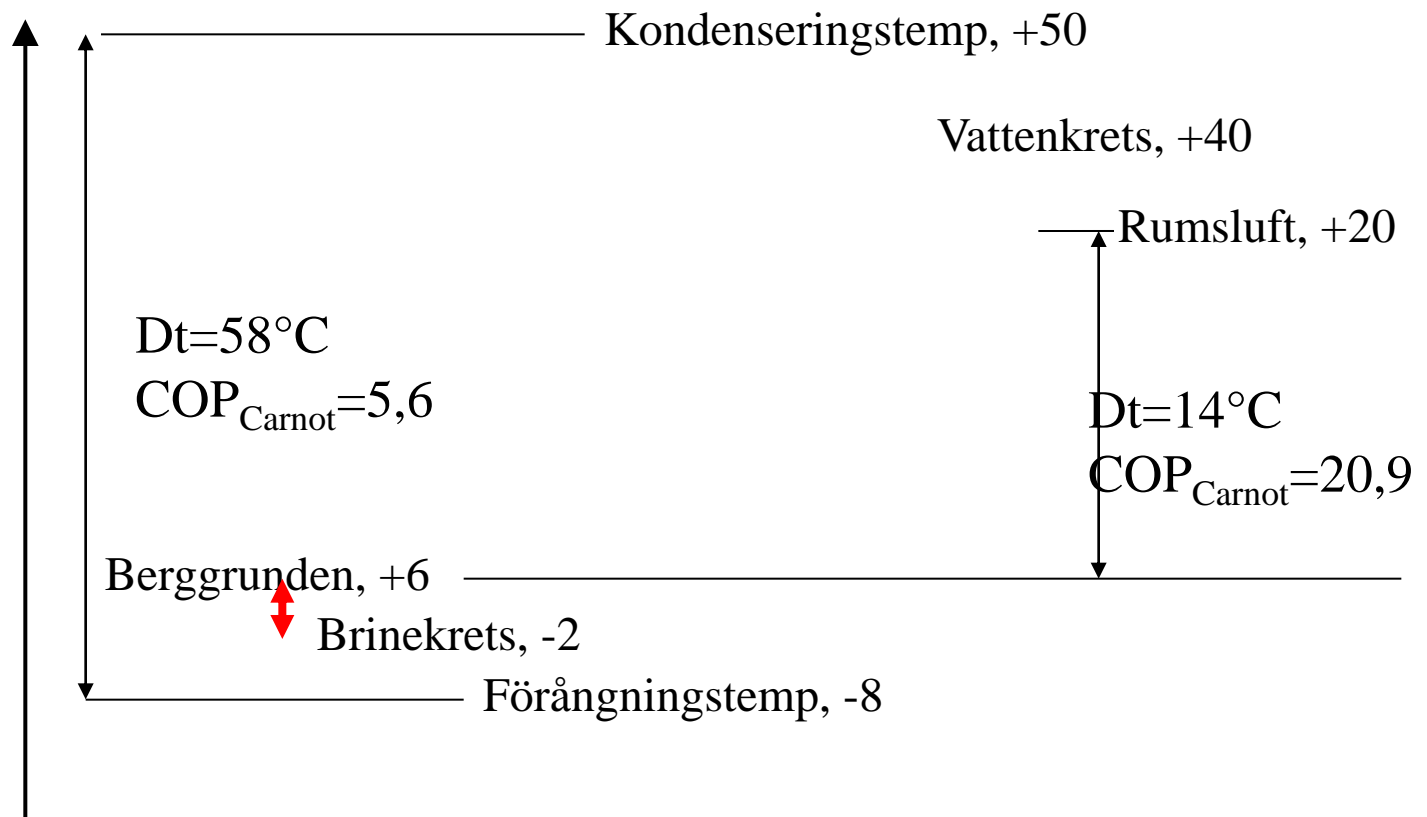 Kondenseringstemp, +50
Vattenkrets, +40
Rumsluft, +20
Dt=58°C
COPCarnot=5,6
Dt=14°C
COPCarnot=20,9
Berggrunden, +6
Brinekrets, -2
Förångningstemp, -8